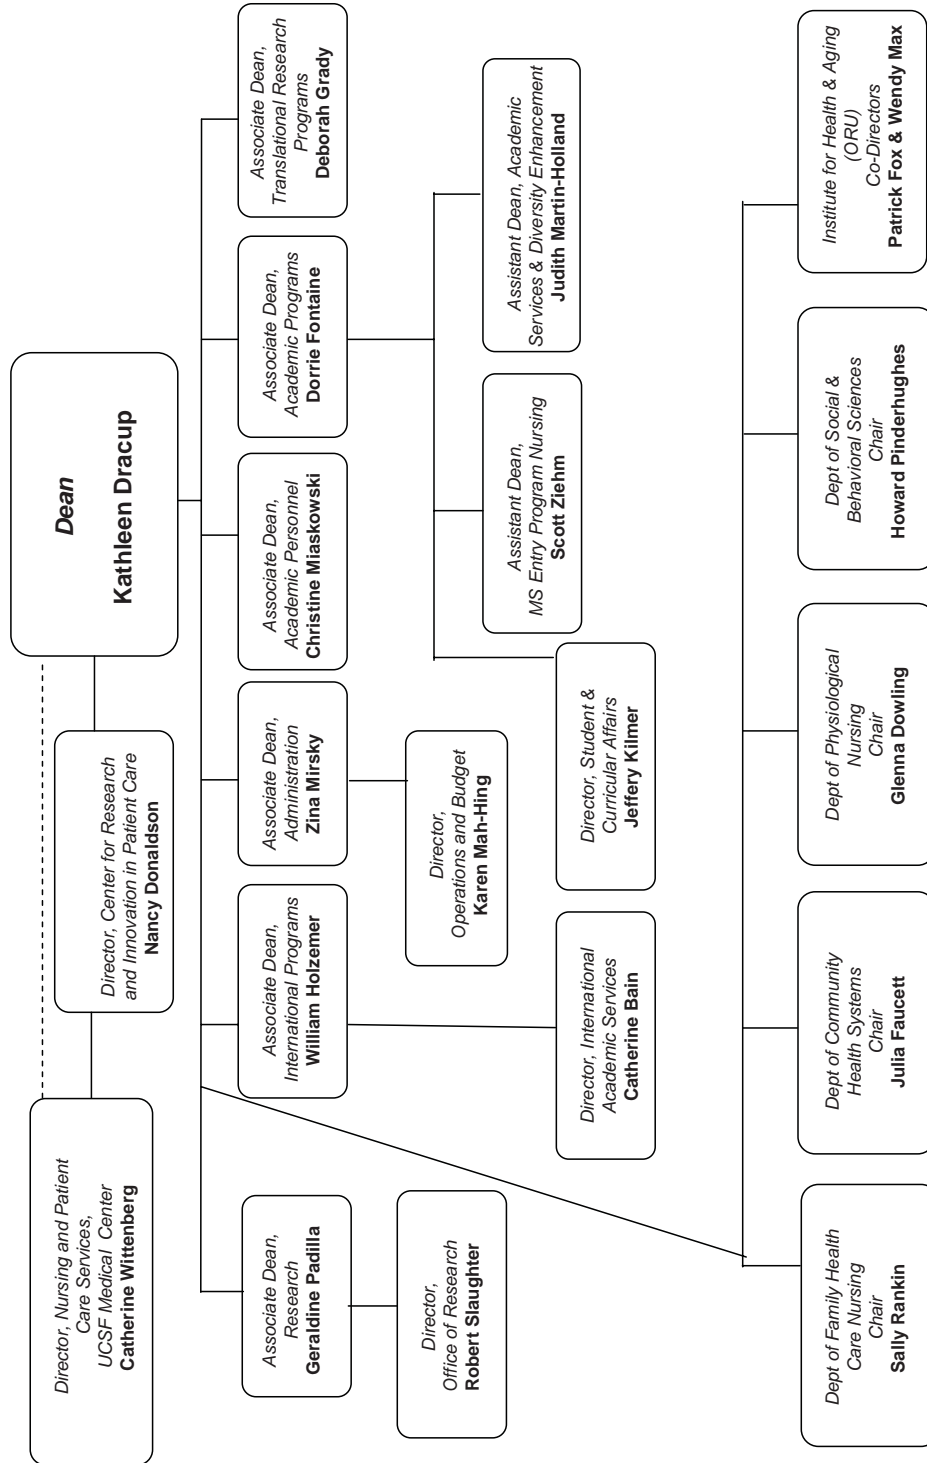 Dean
Kathleen Dracup
Director, Nursing and Patient
Care Services,
UCSF Medical Center
Catherine Wittenberg
Director, Center for Research
and Innovation in Patient Care
Nancy Donaldson
Associate Dean,
Research
Geraldine Padilla
Associate Dean,
International Programs
William Holzemer
Associate Dean,
Administration
Zina Mirsky
Associate Dean,
Academic Personnel
Christine Miaskowski
Associate Dean,
Academic Programs
Dorrie Fontaine
Associate Dean,
Translational Research
Programs
Deborah Grady
Director,
Office of Research
Robert Slaughter
Director,
Operations and Budget
Karen Mah-Hing
Assistant Dean,
MS Entry Program Nursing
Scott Ziehm
Assistant Dean, Academic
Services & Diversity Enhancement
Judith Martin-Holland
Director, International
Academic Services
Catherine Bain
Director, Student &
Curricular Affairs
Jeffery Kilmer
Dept of Family Health
Care Nursing
Chair
Sally Rankin
Dept of Community
Health Systems
Chair
Julia Faucett
Dept of Physiological
Nursing
Chair
Glenna Dowling
Dept of Social &
Behavioral Sciences
Chair
Howard Pinderhughes
Institute for Health & Aging
(ORU)
Co-Directors
Patrick Fox & Wendy Max